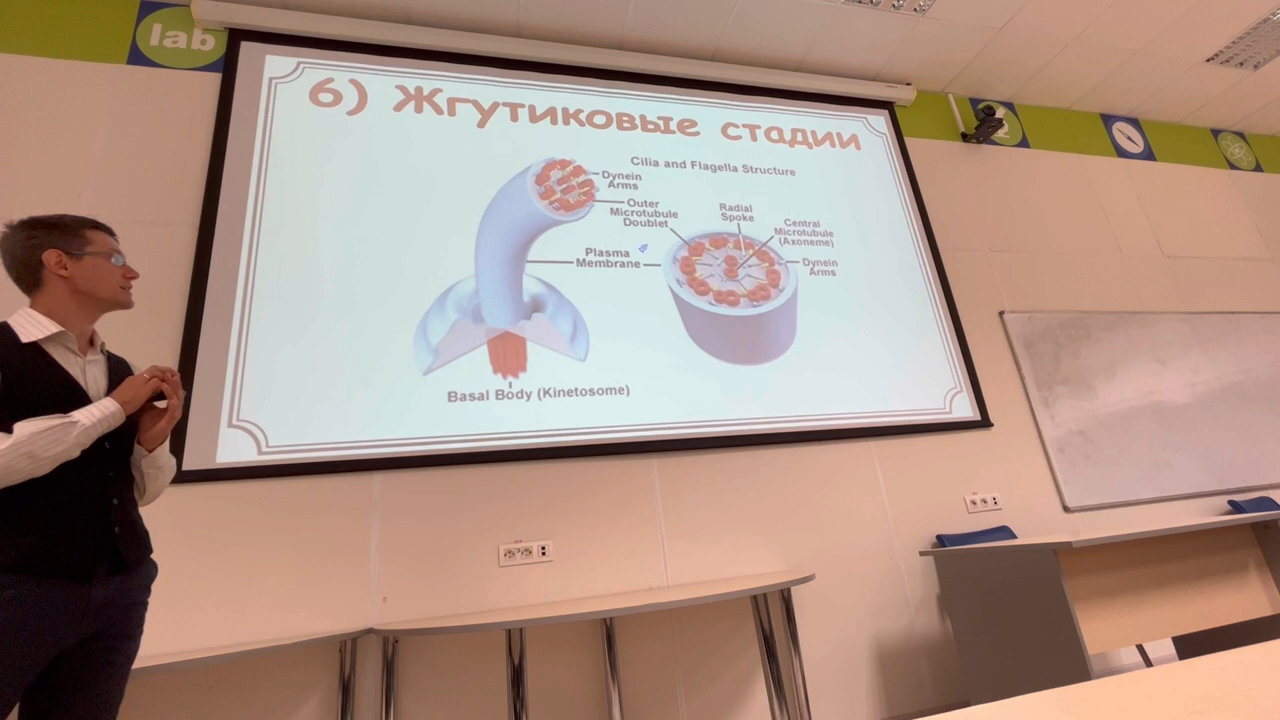 lab
6) Жгутиковые стадии
Cilia and Flagella Structure
Dynein
Arms
Outer
Microtubule
Doublet
Radial
Spoke
Central
Microtubule
(Axoneme)
Plasma
Membrane
Dynein
Arms
Basal Body (Kinetosome)